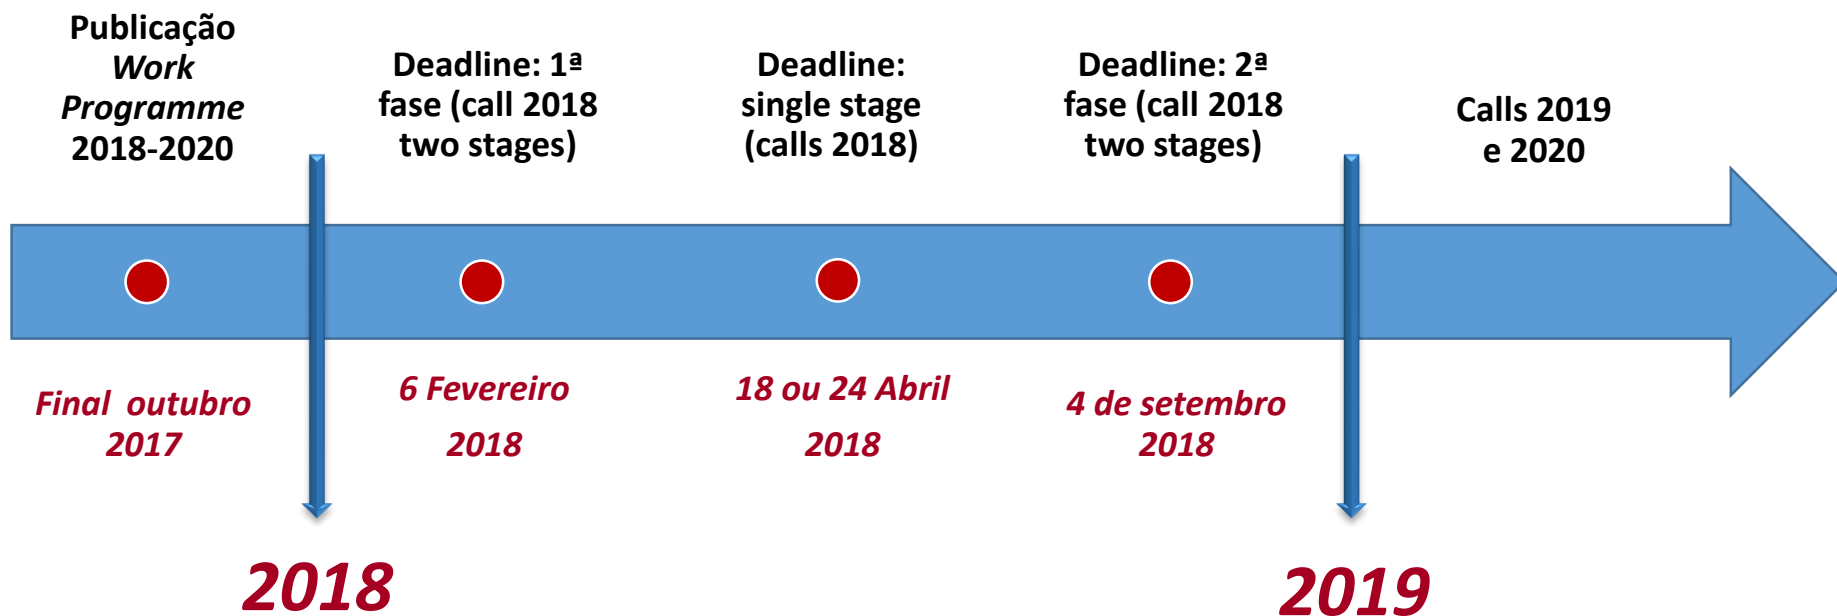 Publicação
Work
Programme
2018-2020
Deadline: 1ª
fase (call 2018
two stages)
Deadline:
single stage
(calls 2018)
Deadline: 2ª
fase (call 2018
two stages)
Calls 2019
e 2020
Final outubro
2017
6 Fevereiro
2018
18 ou 24 Abril
2018
4 de setembro
2018
2018
2019